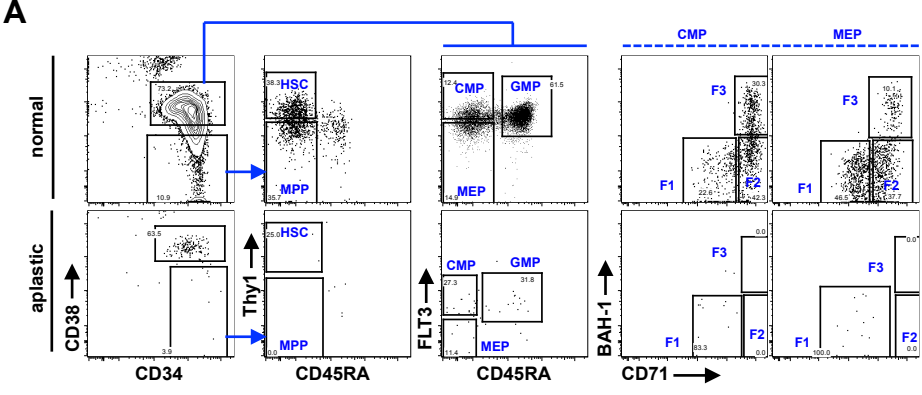 A
CMP MEP
normal
73.2
10.9
38.3 HSC
MPP
35.7
12.4 CMP GMP 61.5
MEP
14.9
F3 30.3
F1 22.6 F2 42.3
F3 10.1
F1 46.5 F2 37.7
aplastic
63.5
3.9
HSC
25.0
MPP
0.0
CMP GMP
27.3 31.8
MEP
11.4
0.0
F3
F1 83.3 F2
0.0
0.0
F3
F1 100.0 F2
0.0
CD38
CD34
Thy1
CD45RA
FLT3
CD45RA
BAH-1
CD71